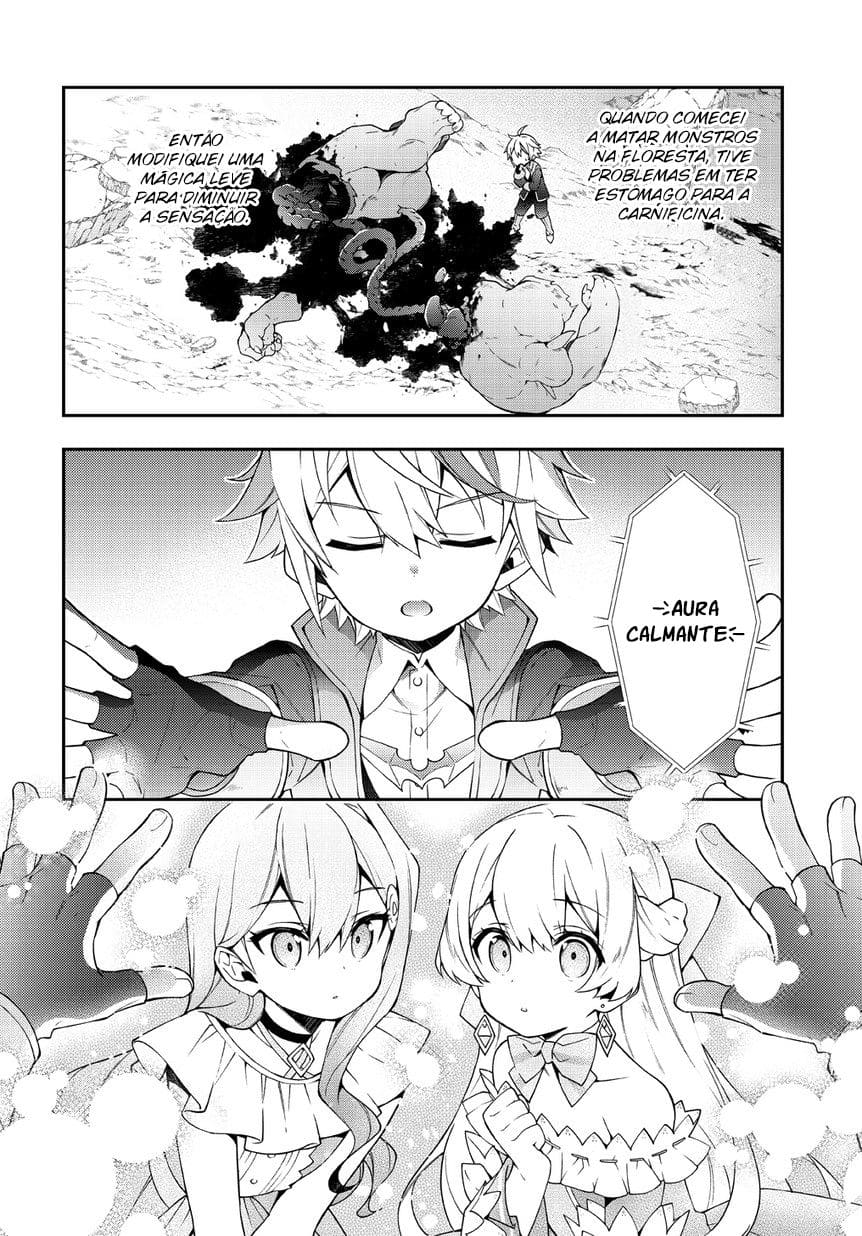 QUANDO COMECEI
A MATAR MONSTROS
NA FLORESTA, TIVE
PROBLEMAS EM TER
ESTÔMAGO PARA A
CARNIFICINA.
ENTÃO
MODIFIQUEI UMA
MÁGICA LEVE
PARA DIMINUIR
A SENSAÇÃO.
AURA
CALMANTE